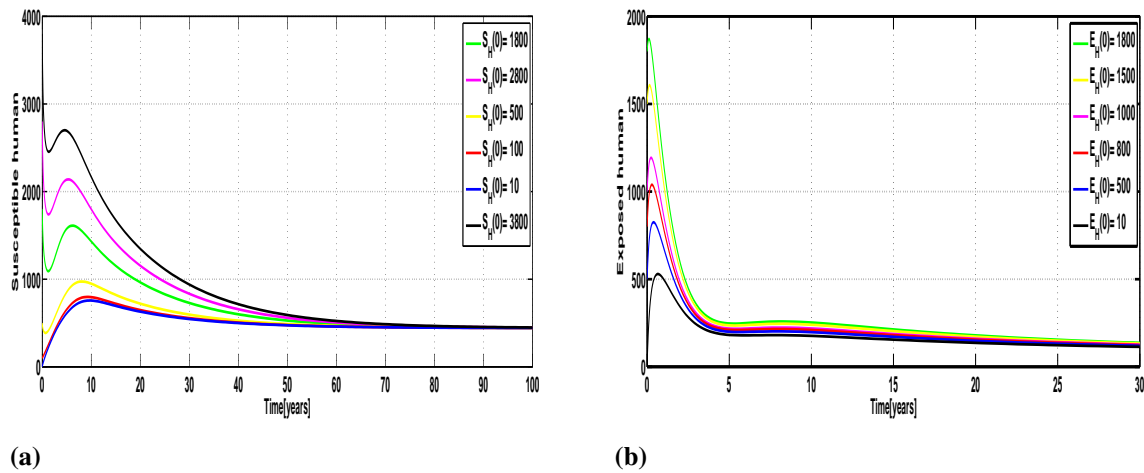 4000
3000
2000
1000
0
Susceptible human
0 10 20 30 40 50 60 70 80 90 100
Time[years]
S_H(0)= 1800
S_H(0)= 2800
S_H(0)= 500
S_H(0)= 100
S_H(0)= 10
S_H(0)= 3800
(a)
2000
1500
1000
500
0
Exposed human
0 5 10 15 20 25 30
Time[years]
E_H(0)= 1800
E_H(0)= 1500
E_H(0)= 1000
E_H(0)= 800
E_H(0)= 500
E_H(0)= 10
(b)